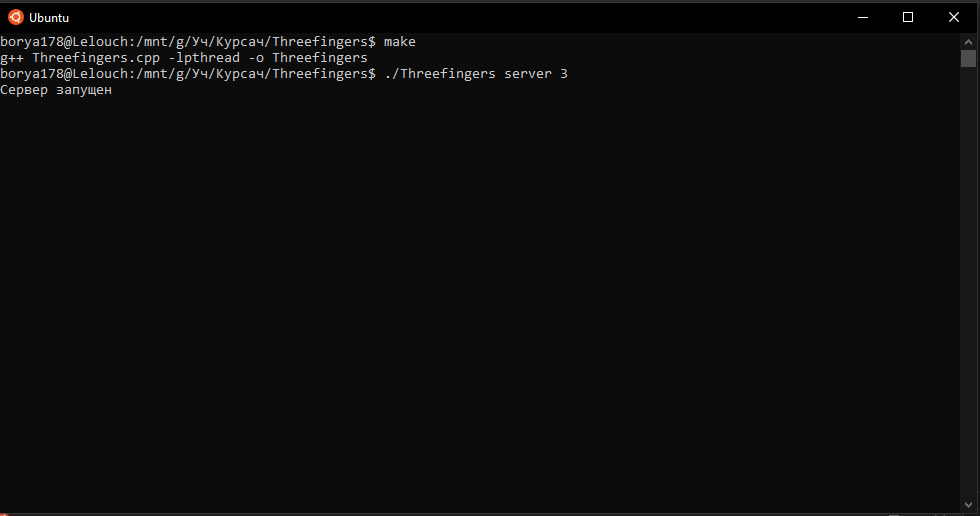 Ubuntu
borya178@Lelouch:/mnt/g/Уч/Курсач/Threefingers$ make
g++ Threefingers.cpp -lpthread -o Threefingers
borya178@Lelouch:/mnt/g/Уч/Курсач/Threefingers$ ./Threefingers server 3
Сервер запущен